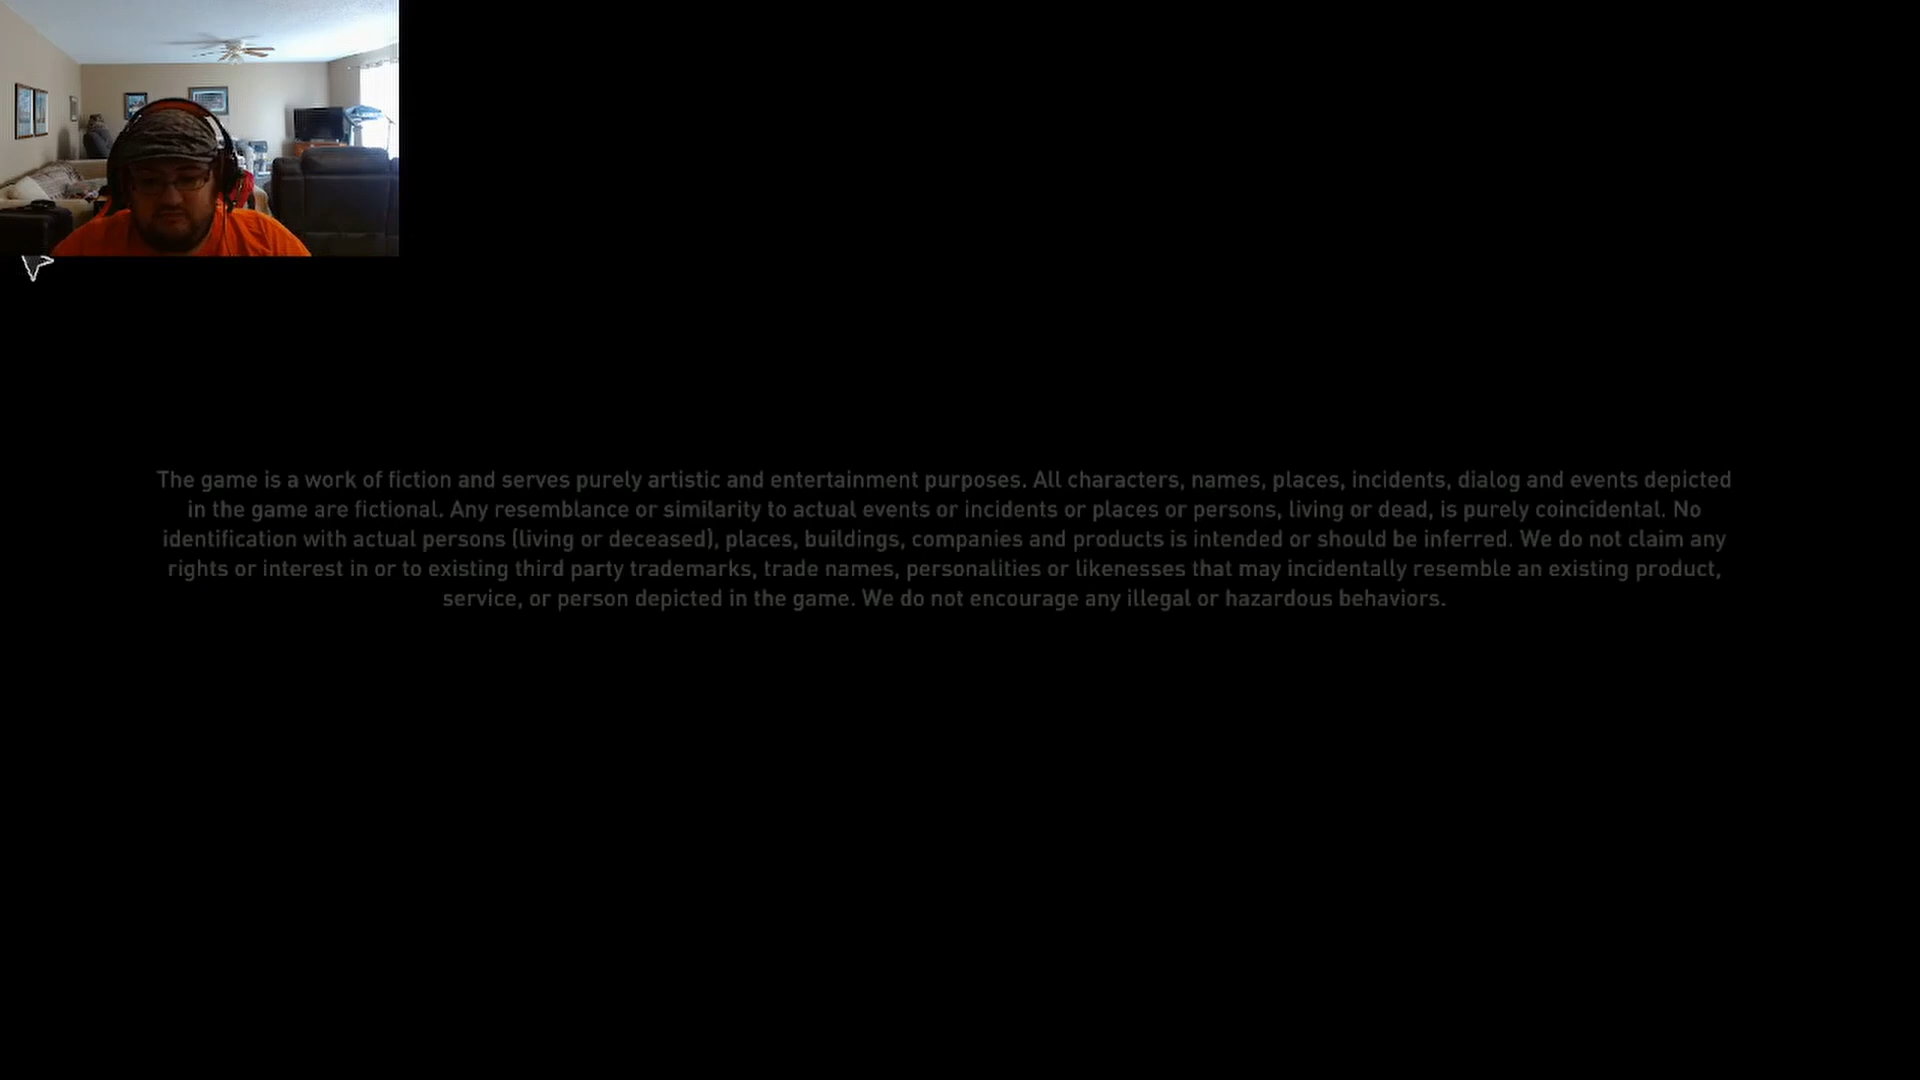 The game is a work of fiction and serves purely artistic and entertainment purposes. All characters, names, places, incidents, dialog and events depicted
in the game are fictional. Any resemblance or similarity to actual events or incidents or places or persons, living or dead, is purely coincidental. No
identification with actual persons (living or deceased), places, buildings, companies and products is intended or should be inferred. We do not claim any
rights or interest in or to existing third party trademarks, trade names, personalities or likenesses that may incidentally resemble an existing product,
service, or person depicted in the game. We do not encourage any illegal or hazardous behaviors.